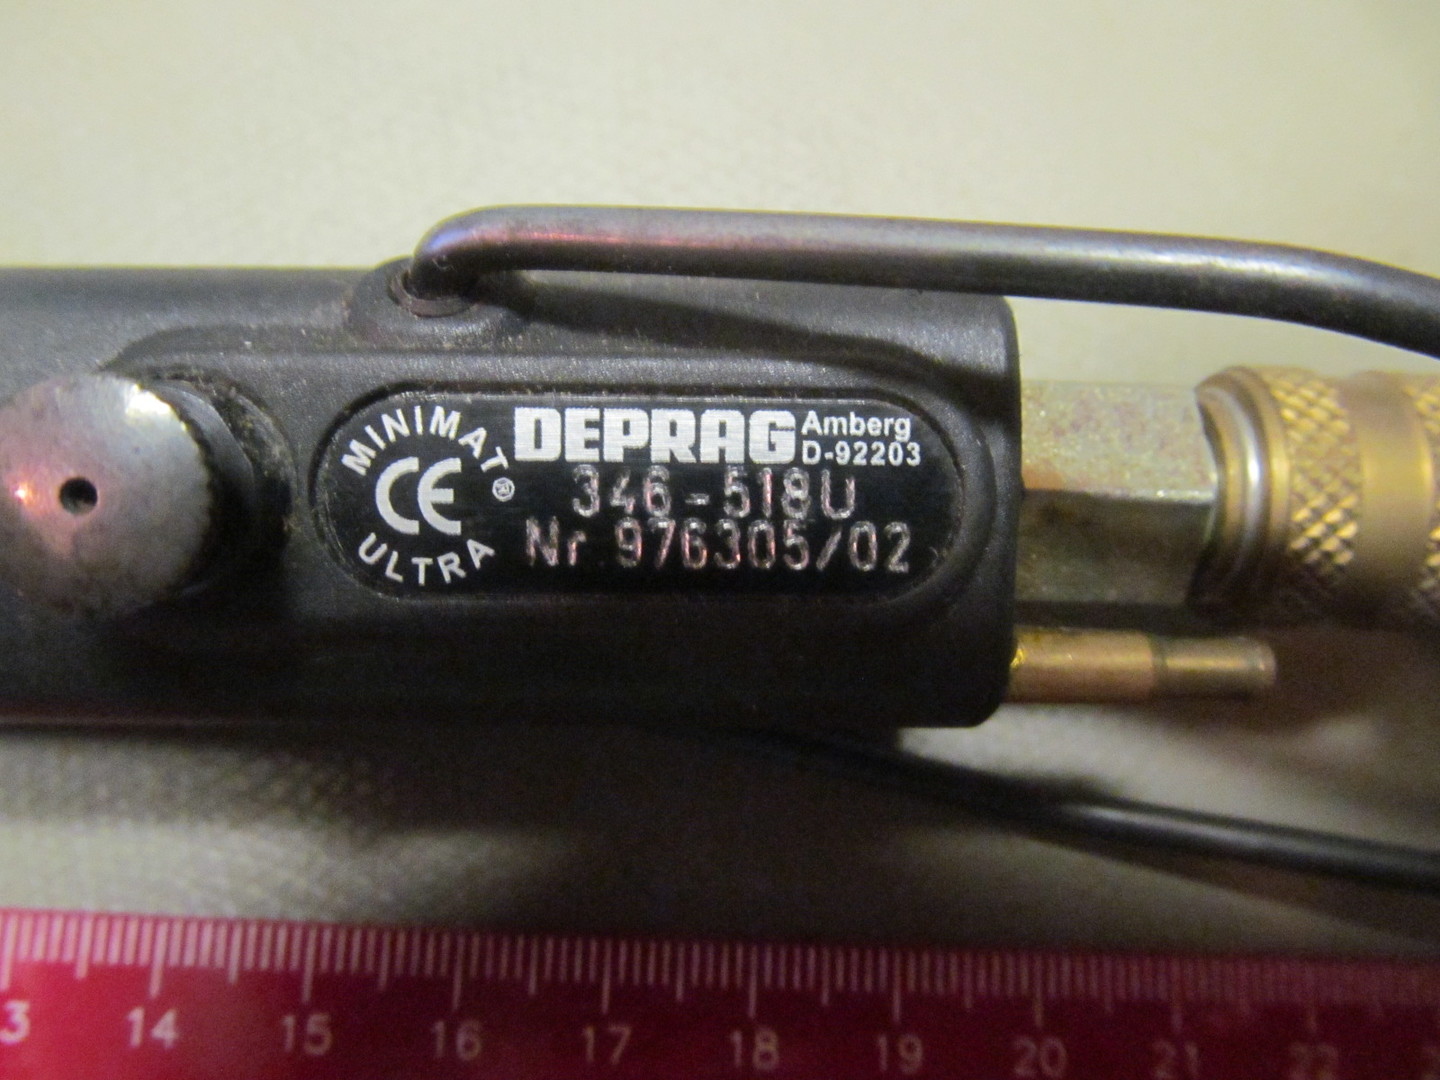 MINIMAT®
CE
ULTRA
DEPRAG Amberg
D-92203
346-518U
Nr.976305/02
3 14 15 16 17 18 19 20 21 22